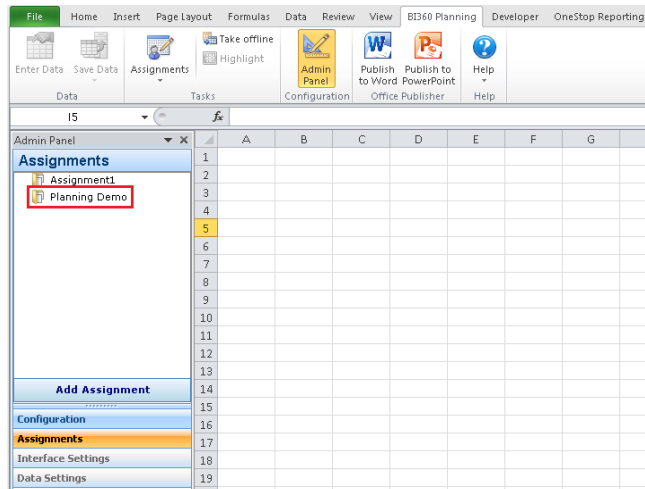 File Home Insert Page Layout Formulas Data Review View BI360 Planning Developer OneStop Reporting
Enter Data Save Data Assignments Take offline Highlight Admin Panel Publish to Word Publish to PowerPoint Help
Data Tasks Configuration Office Publisher Help
I5 fx
Admin Panel A B C D E F G
Assignments 1
Assignment1 2
Planning Demo 3
4
5
6
7
8
9
10
11
12
13
Add Assignment 14
15
Configuration 16
Assignments 17
Interface Settings 18
Data Settings 19